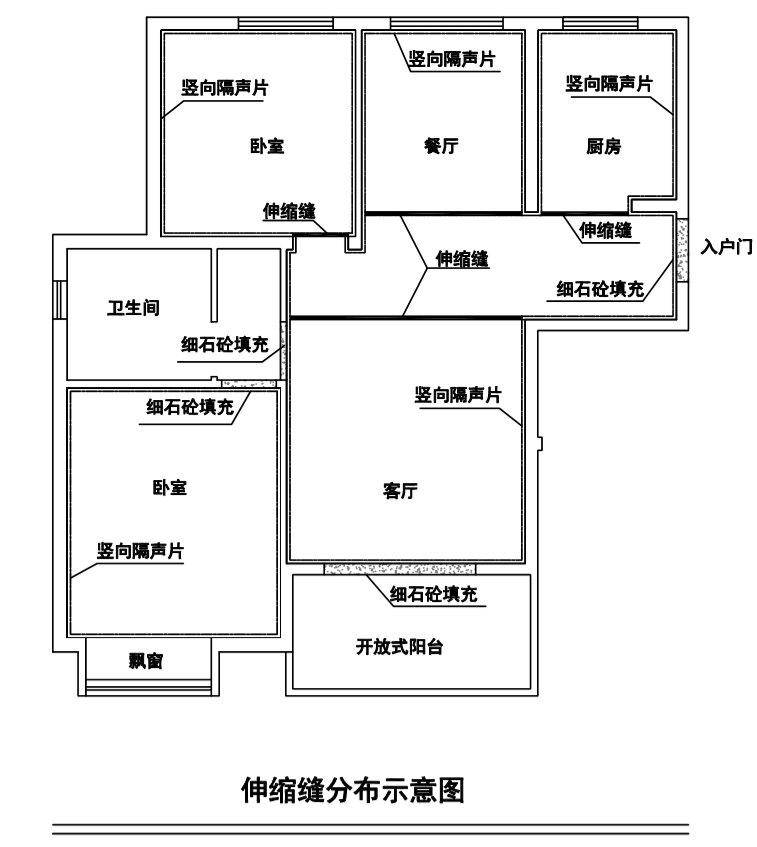 竖向隔声片
竖向隔声片
竖向隔声片
卧室
餐厅
厨房
伸缩缝
伸缩缝
入户门
伸缩缝
细石砼填充
卫生间
细石砼填充
竖向隔声片
细石砼填充
卧室
客厅
竖向隔声片
细石砼填充
开放式阳台
飘窗
伸缩缝分布示意图